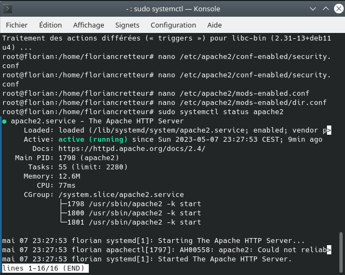 - : sudo systemctl — Konsole
Fichier Édition Affichage Signets Configuration Aide
Traitement des actions différées (« triggers ») pour libc-bin (2.31-13+deb11
u4) ...
root@florian:/home/floriancretteur# nano /etc/apache2/conf-enabled/security.
conf
root@florian:/home/floriancretteur# nano /etc/apache2/conf-enabled/security.
conf
root@florian:/home/floriancretteur# nano /etc/apache2/mods-enabled.conf
root@florian:/home/floriancretteur# nano /etc/apache2/mods-enabled/dir.conf
root@florian:/home/floriancretteur# sudo systemctl status apache2
● apache2.service - The Apache HTTP Server
Loaded: loaded (/lib/systemd/system/apache2.service; enabled; vendor p>
Active: active (running) since Sun 2023-05-07 23:27:53 CEST; 9min ago
Docs: https://httpd.apache.org/docs/2.4/
Main PID: 1798 (apache2)
Tasks: 55 (limit: 2280)
Memory: 12.6M
CPU: 77ms
CGroup: /system.slice/apache2.service
├─1798 /usr/sbin/apache2 -k start
├─1800 /usr/sbin/apache2 -k start
└─1801 /usr/sbin/apache2 -k start
mai 07 23:27:53 florian systemd[1]: Starting The Apache HTTP Server...
mai 07 23:27:53 florian apachectl[1797]: AH00558: apache2: Could not reliab>
mai 07 23:27:53 florian systemd[1]: Started The Apache HTTP Server.
lines 1-16/16 (END)